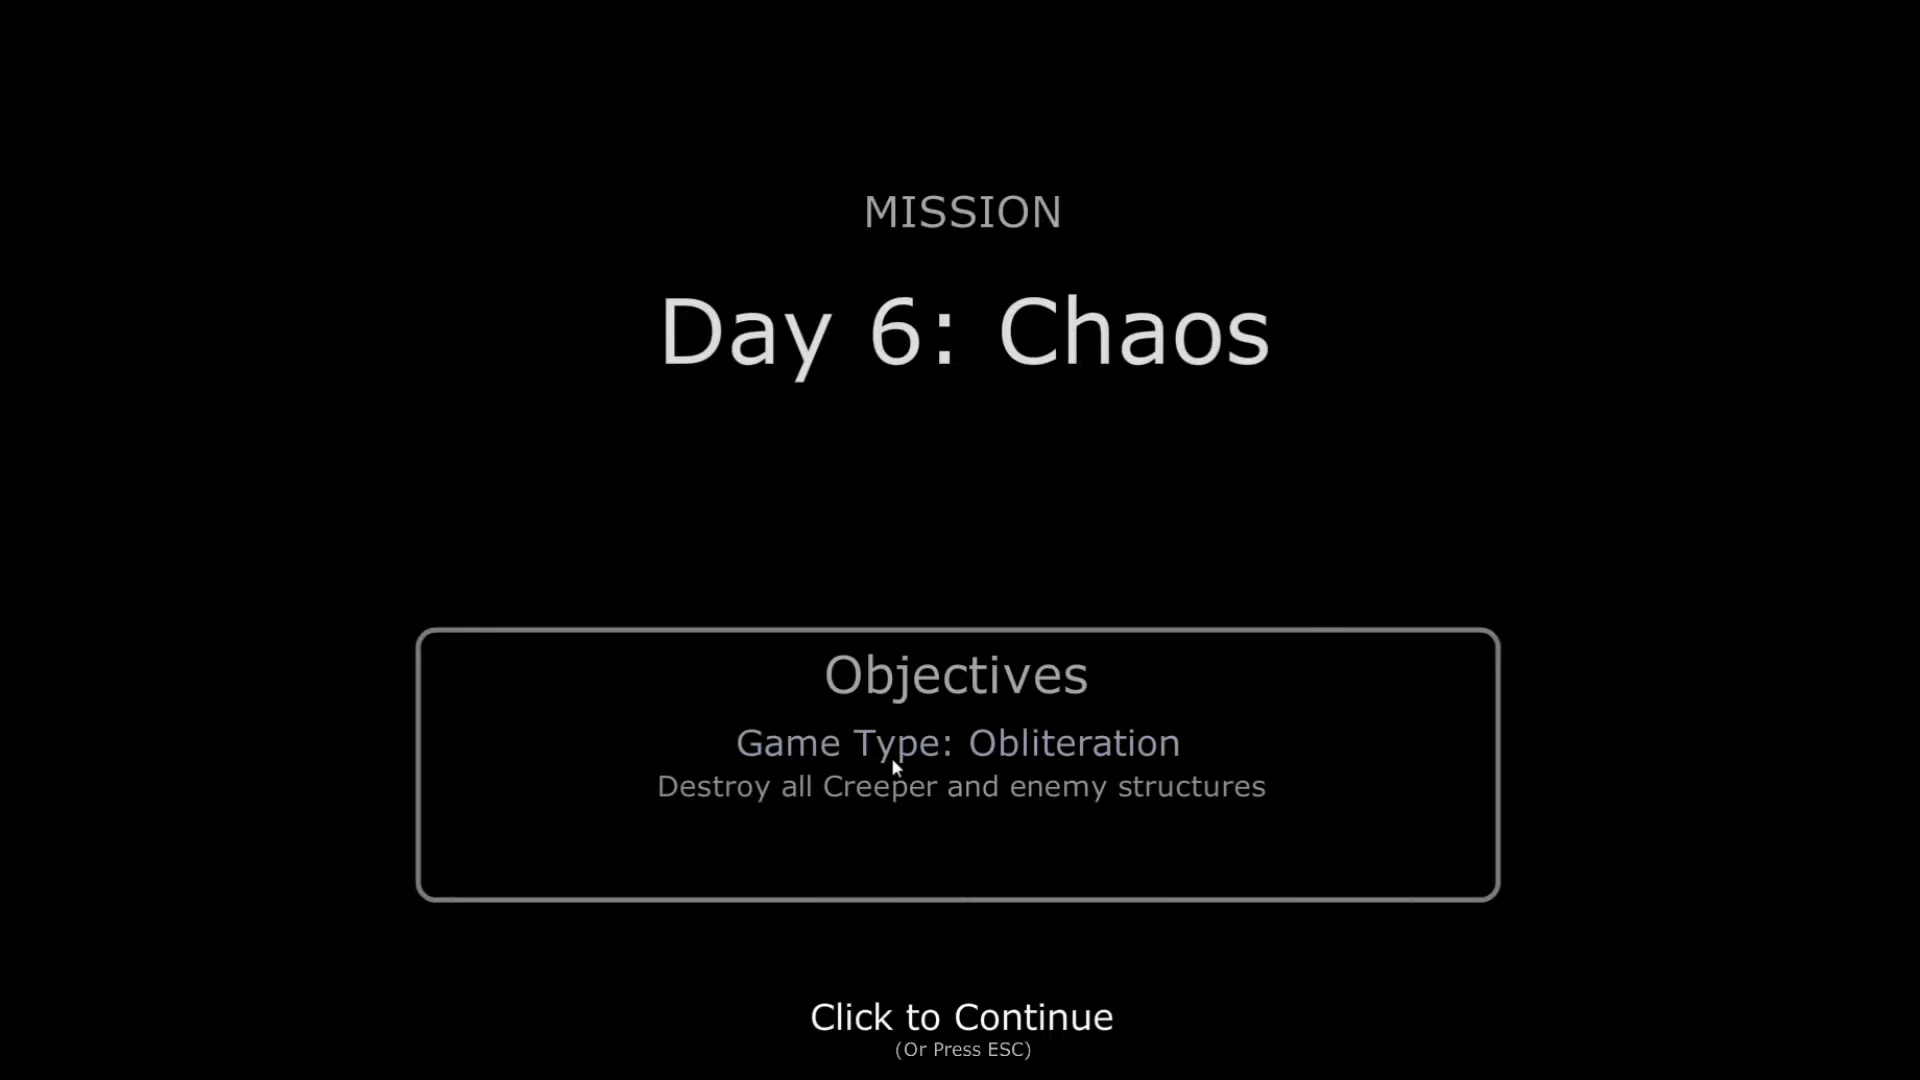 MISSION
Day 6: Chaos
Objectives
Game Type: Obliteration
Destroy all Creeper and enemy structures
Click to Continue
(Or Press ESC)